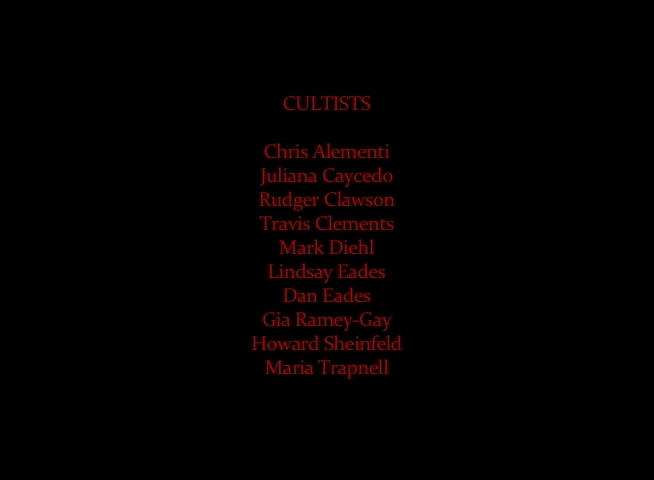 CULTISTS
Chris Alementi
Juliana Caycedo
Rudger Clawson
Travis Clements
Mark Diehl
Lindsay Eades
Dan Eades
Gia Ramey-Gay
Howard Sheinfeld
Maria Trapnell